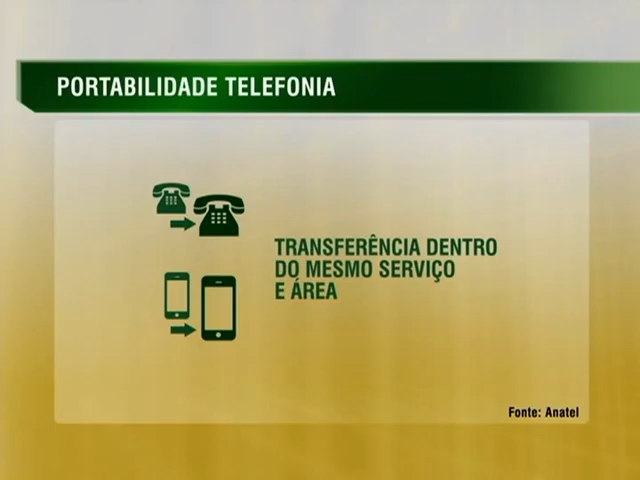 PORTABILIDADE TELEFONIA
TRANSFERÊNCIA DENTRO
DO MESMO SERVIÇO
E ÁREA
Fonte: Anatel